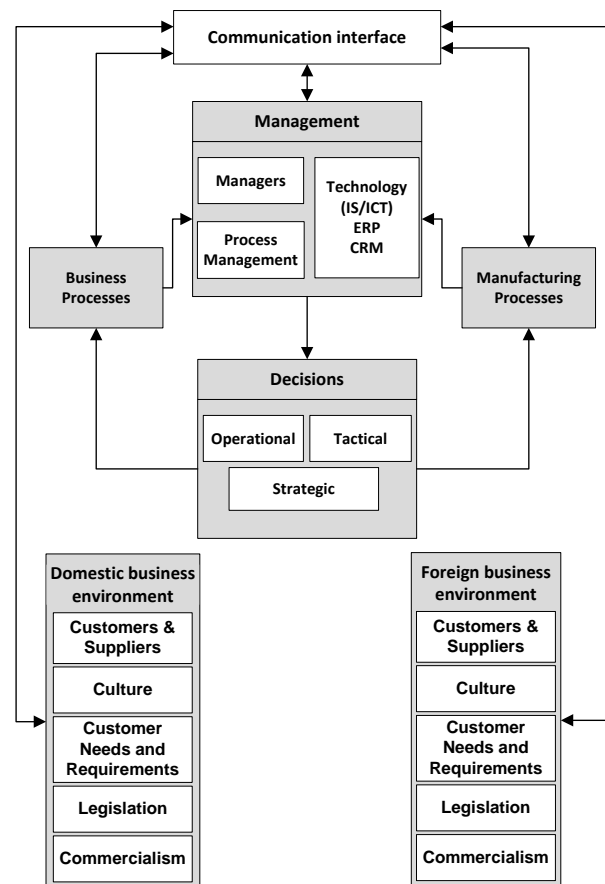 Communication interface
Management
Managers
Process
Management
Technology
(IS/ICT)
ERP
CRM
Business
Processes
Manufacturing
Processes
Decisions
Operational
Tactical
Strategic
Domestic business
environment
Customers &
Suppliers
Culture
Customer
Needs and
Requirements
Legislation
Commercialism
Foreign business
environment
Customers &
Suppliers
Culture
Customer
Needs and
Requirements
Legislation
Commercialism